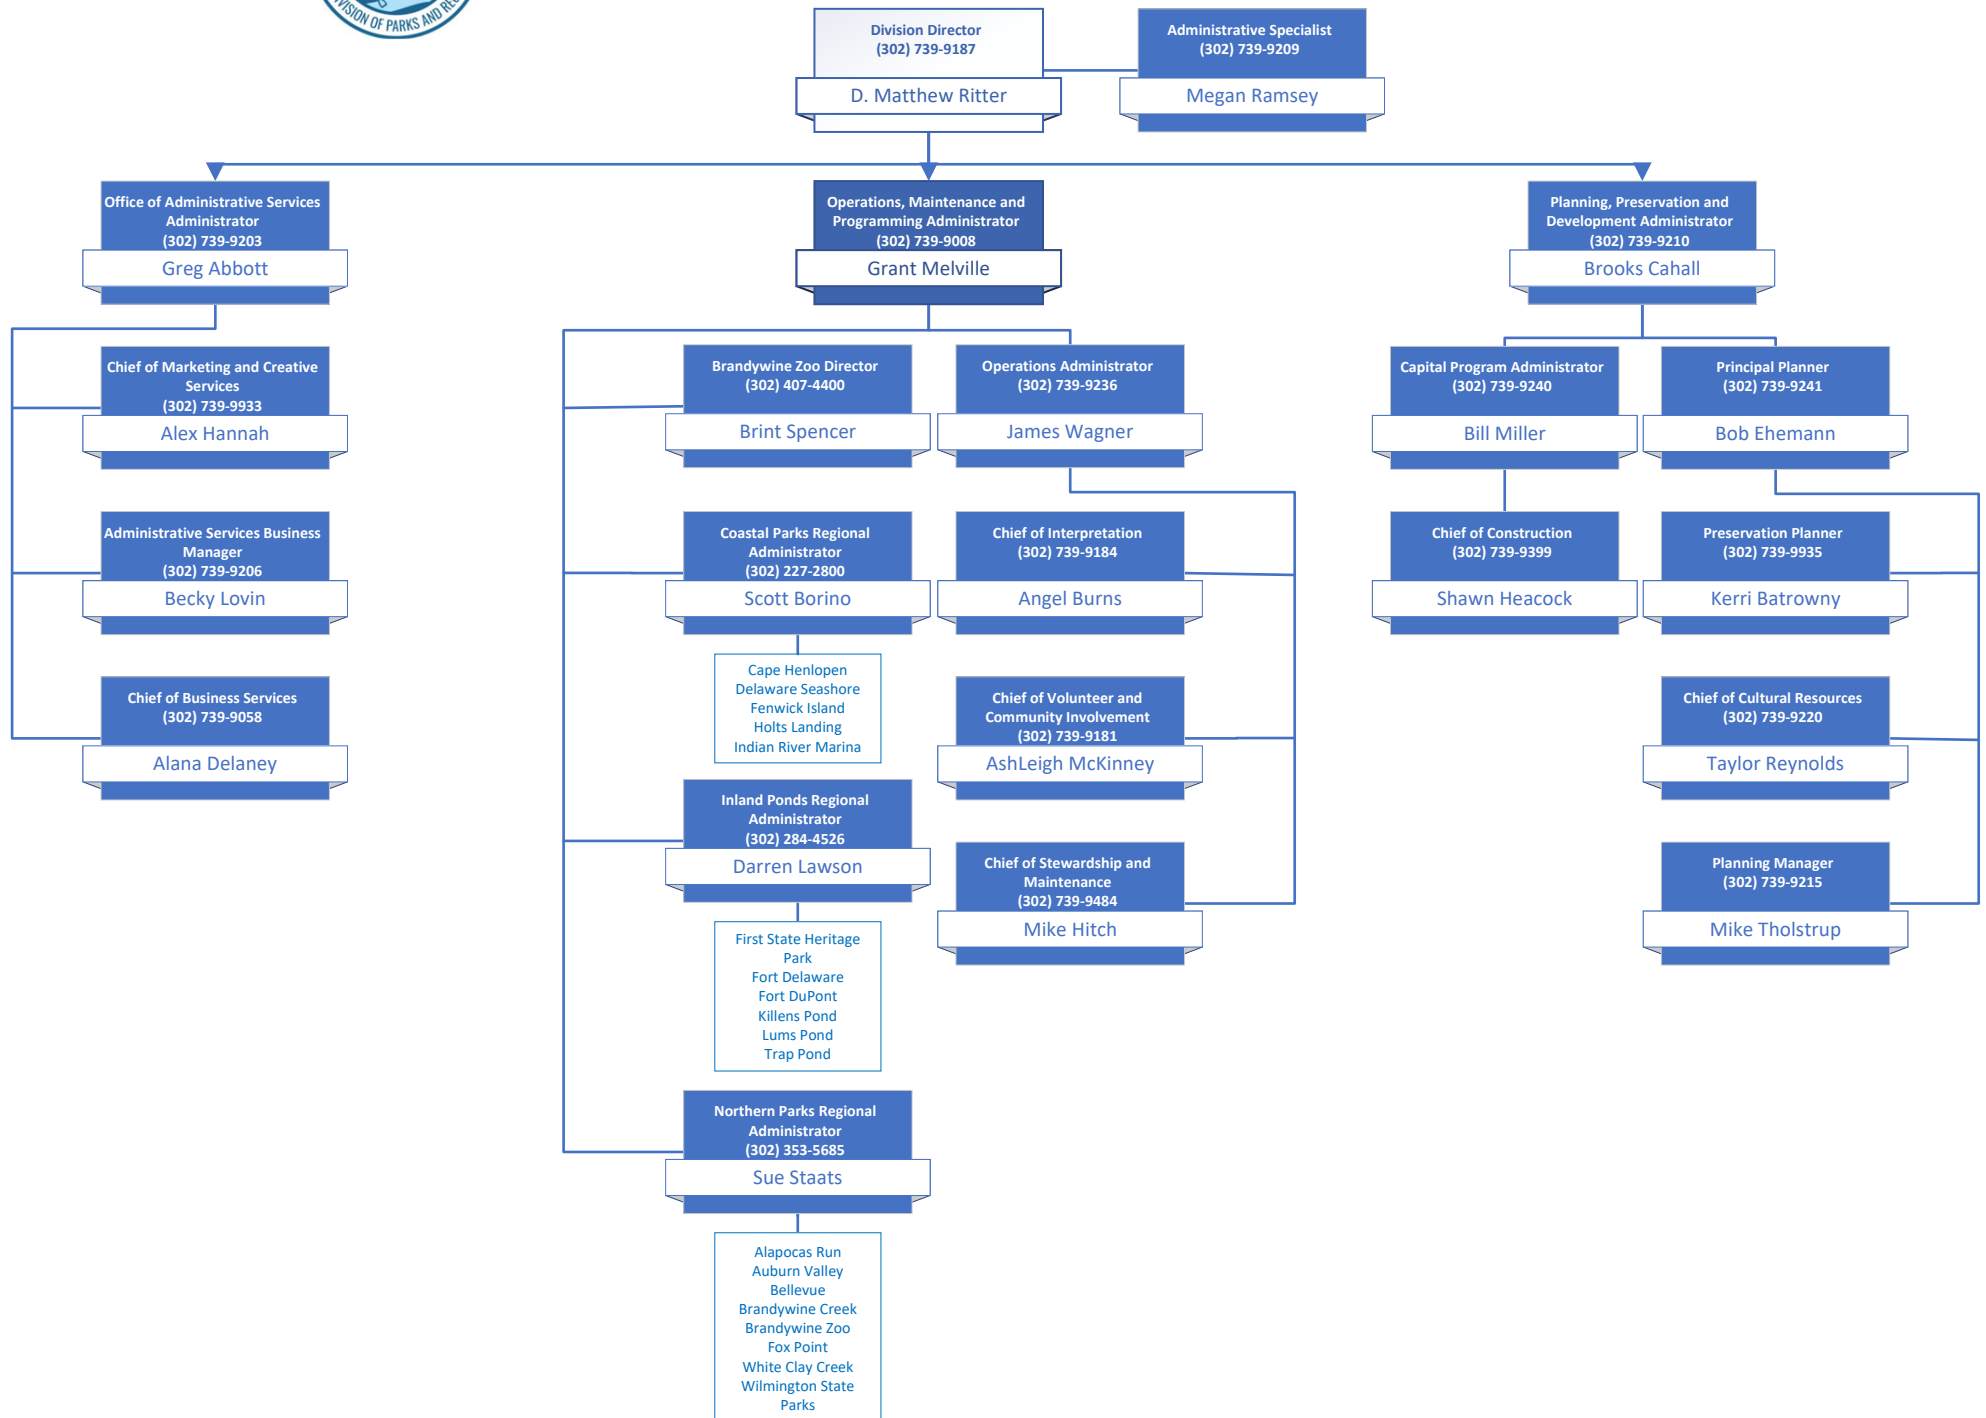 DIVISION OF PARKS AND
Division Director
(302) 739-9187
D. Matthew Ritter
Administrative Specialist
(302) 739-9209
Megan Ramsey
Office of Administrative Services
Administrator
(302) 739-9203
Greg Abbott
Operations, Maintenance and
Programming Administrator
(302) 739-9008
Grant Melville
Planning, Preservation and
Development Administrator
(302) 739-9210
Brooks Cahall
Chief of Marketing and Creative
Services
(302) 739-9933
Alex Hannah
Administrative Services Business
Manager
(302) 739-9206
Becky Lovin
Chief of Business Services
(302) 739-9058
Alana Delaney
Brandywine Zoo Director
(302) 407-4400
Brint Spencer
Coastal Parks Regional
Administrator
(302) 227-2800
Scott Borino
Cape Henlopen
Delaware Seashore
Fenwick Island
Holts Landing
Indian River Marina
Inland Ponds Regional
Administrator
(302) 284-4526
Darren Lawson
First State Heritage
Park
Fort Delaware
Fort DuPont
Killens Pond
Lums Pond
Trap Pond
Northern Parks Regional
Administrator
(302) 353-5685
Sue Staats
Alapocas Run
Auburn Valley
Bellevue
Brandywine Creek
Brandywine Zoo
Fox Point
White Clay Creek
Wilmington State
Parks
Operations Administrator
(302) 739-9236
James Wagner
Chief of Interpretation
(302) 739-9184
Angel Burns
Chief of Volunteer and
Community Involvement
(302) 739-9181
AshLeigh McKinney
Chief of Stewardship and
Maintenance
(302) 739-9484
Mike Hitch
Capital Program Administrator
(302) 739-9240
Bill Miller
Chief of Construction
(302) 739-9399
Shawn Heacock
Principal Planner
(302) 739-9241
Bob Ehemann
Preservation Planner
(302) 739-9935
Kerri Batrowny
Chief of Cultural Resources
(302) 739-9220
Taylor Reynolds
Planning Manager
(302) 739-9215
Mike Tholstrup